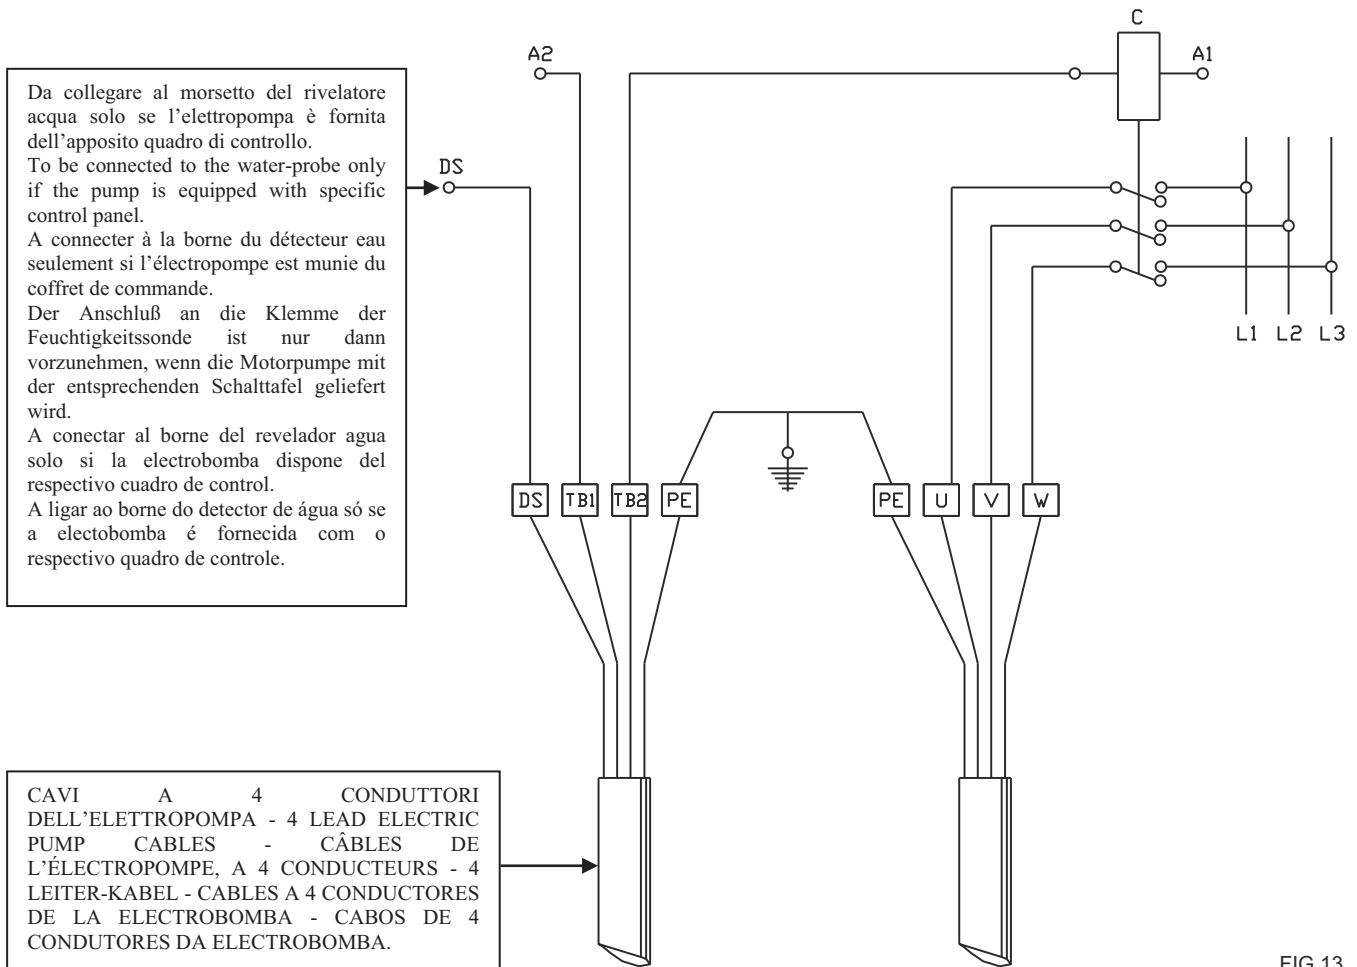 C
A2
A1
Da collegare al morsetto del rivelatore
acqua solo se l'elettropompa è fornita
dell'apposito quadro di controllo.
To be connected to the water-probe only
if the pump is equipped with specific
control panel.
A connecter à la borne du détecteur eau
seulement si l'électropompe est munie du
coffret de commande.
Der Anschluß an die Klemme der
Feuchtigkeitssonde ist nur dann
vorzunehmen, wenn die Motorpumpe mit
der entsprechenden Schalttafel geliefert
wird.
A conectar al borne del revelador agua
solo si la electrobomba dispone del
respectivo cuadro de control.
A ligar ao borne do detector de água só se
a electobomba é fornecida com o
respectivo quadro de controle.
DS
L1 L2 L3
DS TB1 TB2 PE PE U V W
CAVI A 4 CONDUTTORI
DELL'ELETTROPOMPA - 4 LEAD ELECTRIC
PUMP CABLES - CÂBLES DE
L'ÉLECTROPOMPE, A 4 CONDUCTEURS - 4
LEITER-KABEL - CABLES A 4 CONDUCTORES
DE LA ELECTROBOMBA - CABOS DE 4
CONDUTORES DA ELECTROBOMBA.
FIG 13